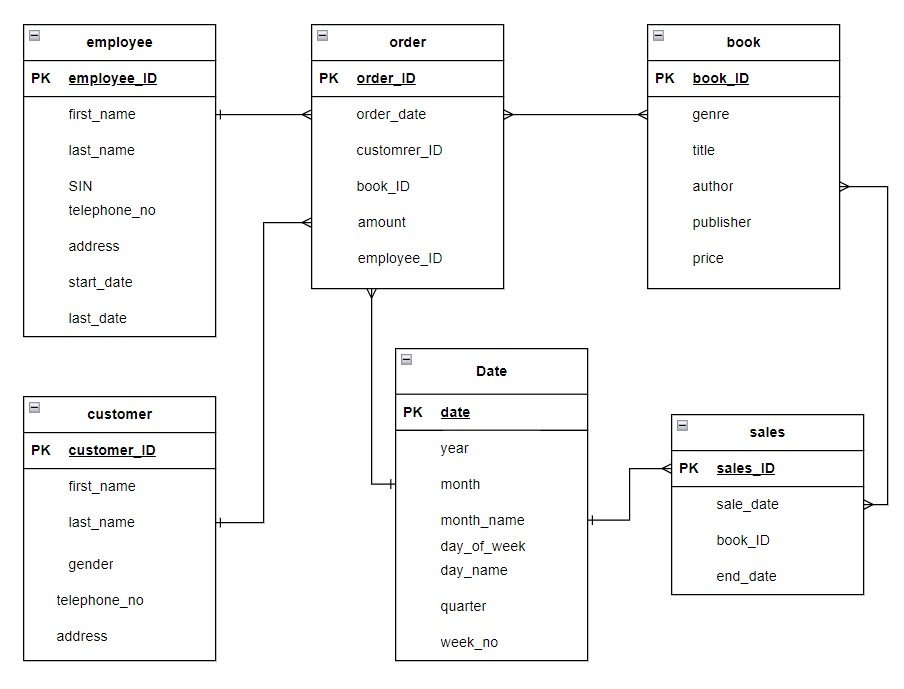 employee
PK employee_ID
first_name
last_name
SIN
telephone_no
address
start_date
last_date
order
PK order_ID
order_date
customrer_ID
book_ID
amount
employee_ID
book
PK book_ID
genre
title
author
publisher
price
customer
PK customer_ID
first_name
last_name
gender
telephone_no
address
Date
PK date
year
month
month_name
day_of_week
day_name
quarter
week_no
sales
PK sales_ID
sale_date
book_ID
end_date